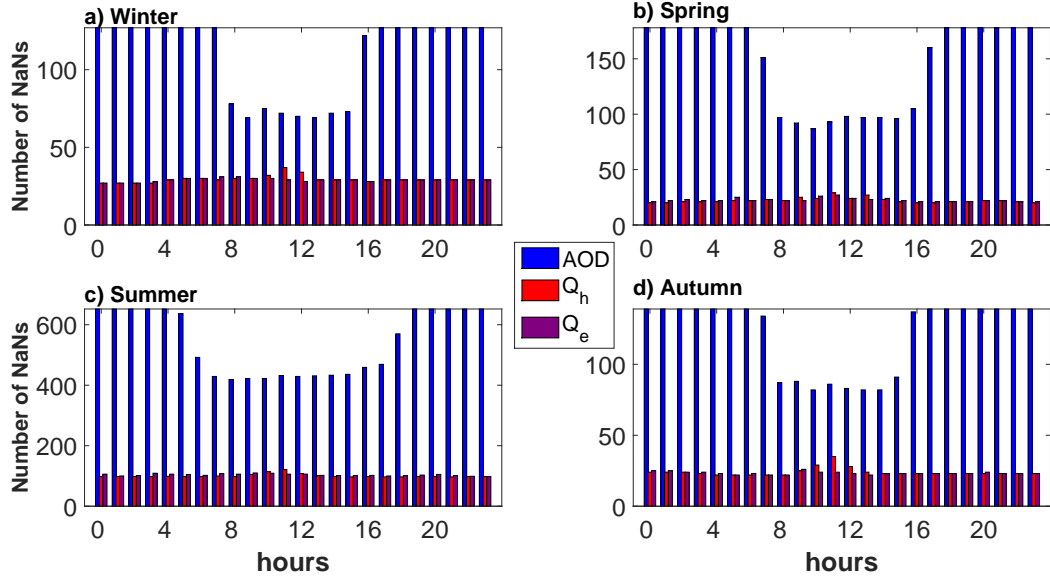 a) Winter
Number of NaNs
100
50
0
0 4 8 12 16 20
b) Spring
150
100
50
0
0 4 8 12 16 20
AOD
Q_h
Q_e
c) Summer
Number of NaNs
600
400
200
0
0 4 8 12 16 20
hours
d) Autumn
100
50
0
0 4 8 12 16 20
hours